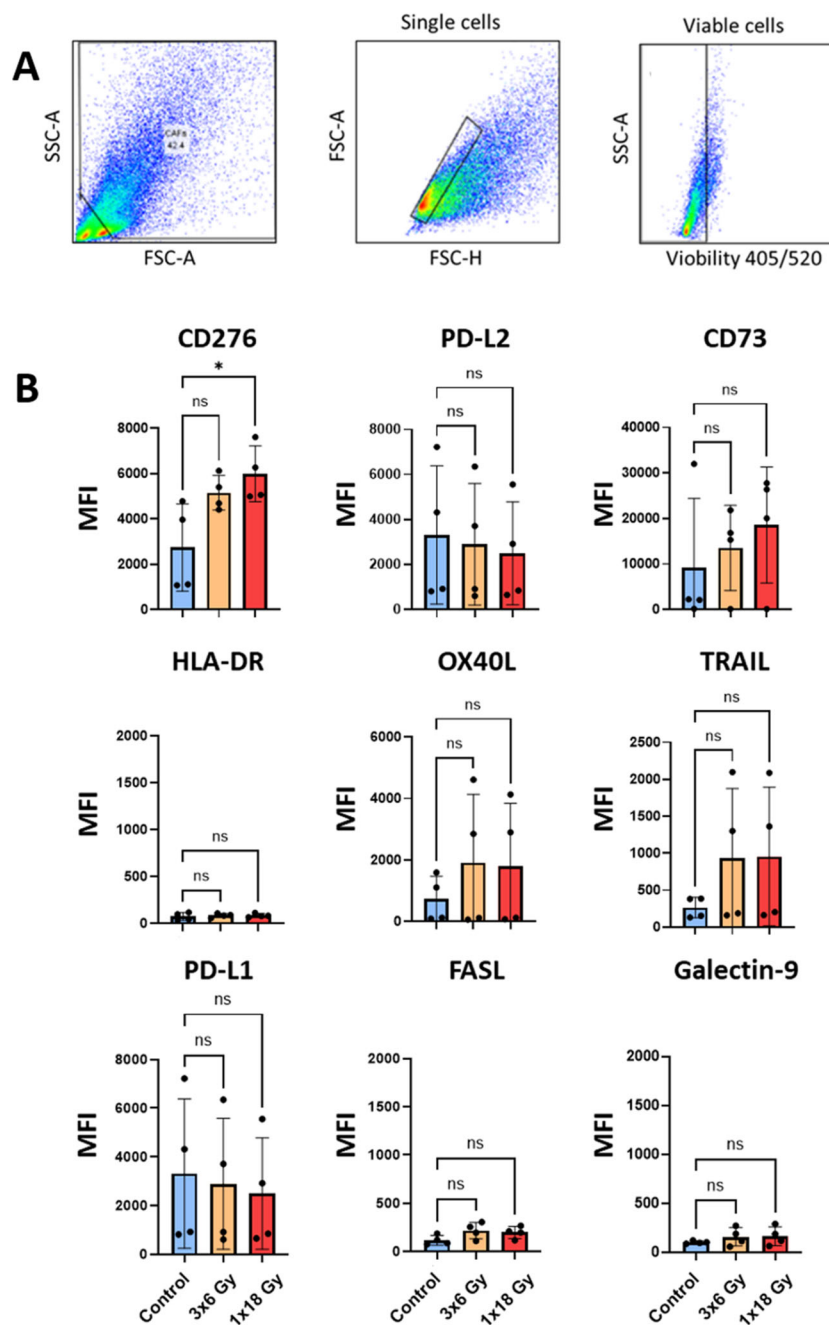 A
Single cells
Viable cells
SSC-A
CAFs
42.4
FSC-A
FSC-A
FSC-H
SSC-A
Viobility 405/520
B
CD276
MFI
8000
6000
4000
2000
0
ns
*
PD-L2
MFI
8000
6000
4000
2000
0
ns
ns
CD73
MFI
40000
30000
20000
10000
0
ns
ns
HLA-DR
MFI
2000
1500
1000
500
0
ns
ns
OX40L
MFI
6000
4000
2000
0
ns
ns
TRAIL
MFI
2500
2000
1500
1000
500
0
ns
ns
PD-L1
MFI
8000
6000
4000
2000
0
ns
ns
Control
3x6 Gy
1x18 Gy
FASL
MFI
2000
1500
1000
500
0
ns
ns
Control
3x6 Gy
1x18 Gy
Galectin-9
MFI
2000
1500
1000
500
0
ns
ns
Control
3x6 Gy
1x18 Gy